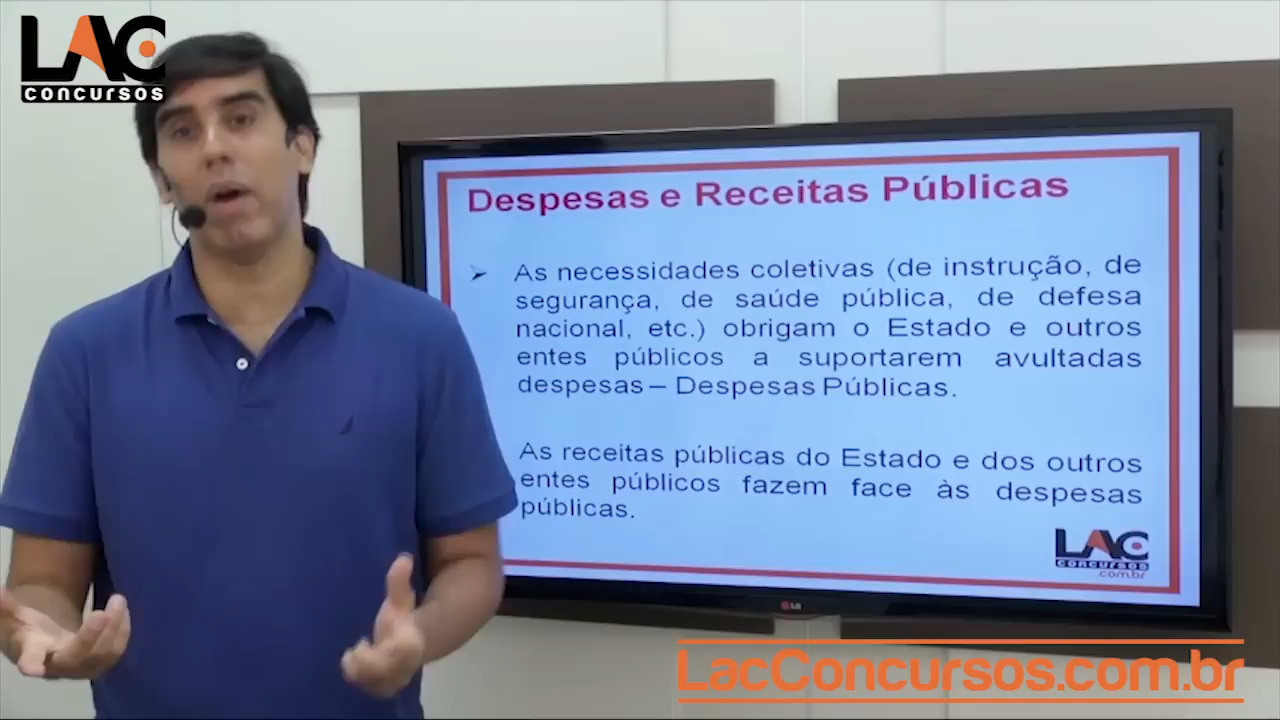 LAC
CONCURSOS
Despesas e Receitas Públicas
As necessidades coletivas (de instrução, de
segurança, de saúde pública, de defesa
nacional, etc.) obrigam o Estado e outros
entes públicos a suportarem avultadas
despesas – Despesas Públicas.
As receitas públicas do Estado e dos outros
entes públicos fazem face às despesas
públicas.
LAC
CONCURSOS
.com.br
LG
LacConcursos.com.br